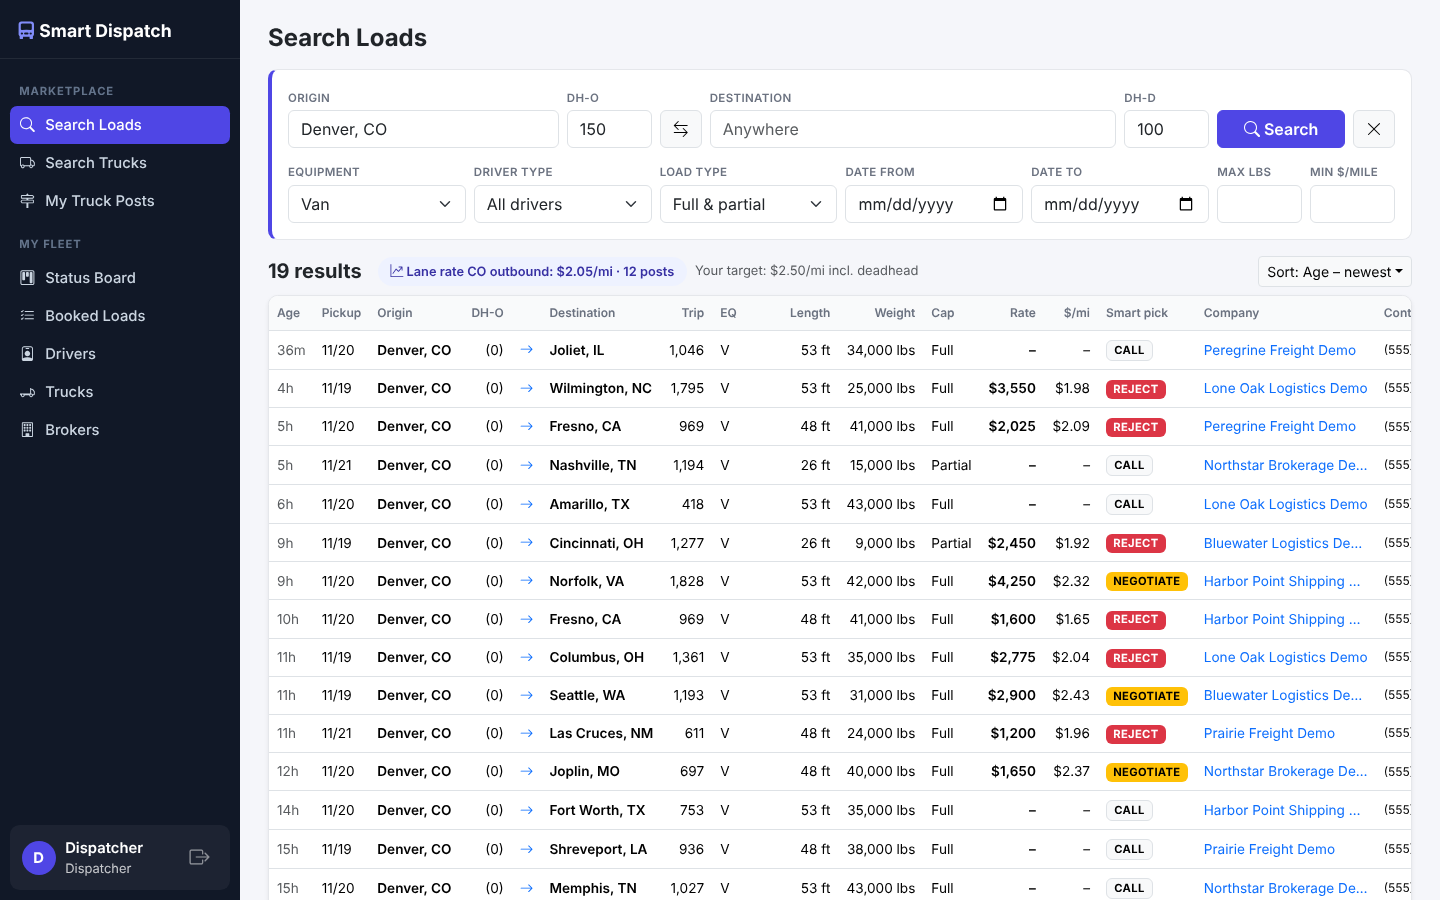 Smart Dispatch
MARKETPLACE
Search Loads
Search Trucks
My Truck Posts
MY FLEET
Status Board
Booked Loads
Drivers
Trucks
Brokers
D
Dispatcher
Dispatcher
Search Loads
ORIGIN DH-O DESTINATION DH-D
Denver, CO 150 Anywhere 100 Search
EQUIPMENT DRIVER TYPE LOAD TYPE DATE FROM DATE TO MAX LBS MIN $/MILE
Van All drivers Full & partial mm/dd/yyyy mm/dd/yyyy
19 results Lane rate CO outbound: $2.05/mi · 12 posts Your target: $2.50/mi incl. deadhead Sort: Age – newest
Age Pickup Origin DH-O Destination Trip EQ Length Weight Cap Rate $/mi Smart pick Company Cont
36m 11/20 Denver, CO (0) → Joliet, IL 1,046 V 53 ft 34,000 lbs Full – – CALL Peregrine Freight Demo (555)
4h 11/19 Denver, CO (0) → Wilmington, NC 1,795 V 53 ft 25,000 lbs Full $3,550 $1.98 REJECT Lone Oak Logistics Demo (555)
5h 11/20 Denver, CO (0) → Fresno, CA 969 V 48 ft 41,000 lbs Full $2,025 $2.09 REJECT Peregrine Freight Demo (555)
5h 11/21 Denver, CO (0) → Nashville, TN 1,194 V 26 ft 15,000 lbs Partial – – CALL Northstar Brokerage De... (555)
6h 11/20 Denver, CO (0) → Amarillo, TX 418 V 53 ft 43,000 lbs Full – – CALL Lone Oak Logistics Demo (555)
9h 11/19 Denver, CO (0) → Cincinnati, OH 1,277 V 26 ft 9,000 lbs Partial $2,450 $1.92 REJECT Bluewater Logistics De... (555)
9h 11/20 Denver, CO (0) → Norfolk, VA 1,828 V 53 ft 42,000 lbs Full $4,250 $2.32 NEGOTIATE Harbor Point Shipping ... (555)
10h 11/20 Denver, CO (0) → Fresno, CA 969 V 48 ft 41,000 lbs Full $1,600 $1.65 REJECT Harbor Point Shipping ... (555)
11h 11/19 Denver, CO (0) → Columbus, OH 1,361 V 53 ft 35,000 lbs Full $2,775 $2.04 REJECT Lone Oak Logistics Demo (555)
11h 11/19 Denver, CO (0) → Seattle, WA 1,193 V 53 ft 31,000 lbs Full $2,900 $2.43 NEGOTIATE Bluewater Logistics De... (555)
11h 11/21 Denver, CO (0) → Las Cruces, NM 611 V 48 ft 24,000 lbs Full $1,200 $1.96 REJECT Prairie Freight Demo (555)
12h 11/20 Denver, CO (0) → Joplin, MO 697 V 48 ft 40,000 lbs Full $1,650 $2.37 NEGOTIATE Northstar Brokerage De... (555)
14h 11/20 Denver, CO (0) → Fort Worth, TX 753 V 53 ft 35,000 lbs Full – – CALL Harbor Point Shipping ... (555)
15h 11/19 Denver, CO (0) → Shreveport, LA 936 V 48 ft 38,000 lbs Full – – CALL Prairie Freight Demo (555)
15h 11/20 Denver, CO (0) → Memphis, TN 1,027 V 53 ft 43,000 lbs Full – – CALL Northstar Brokerage De... (555)